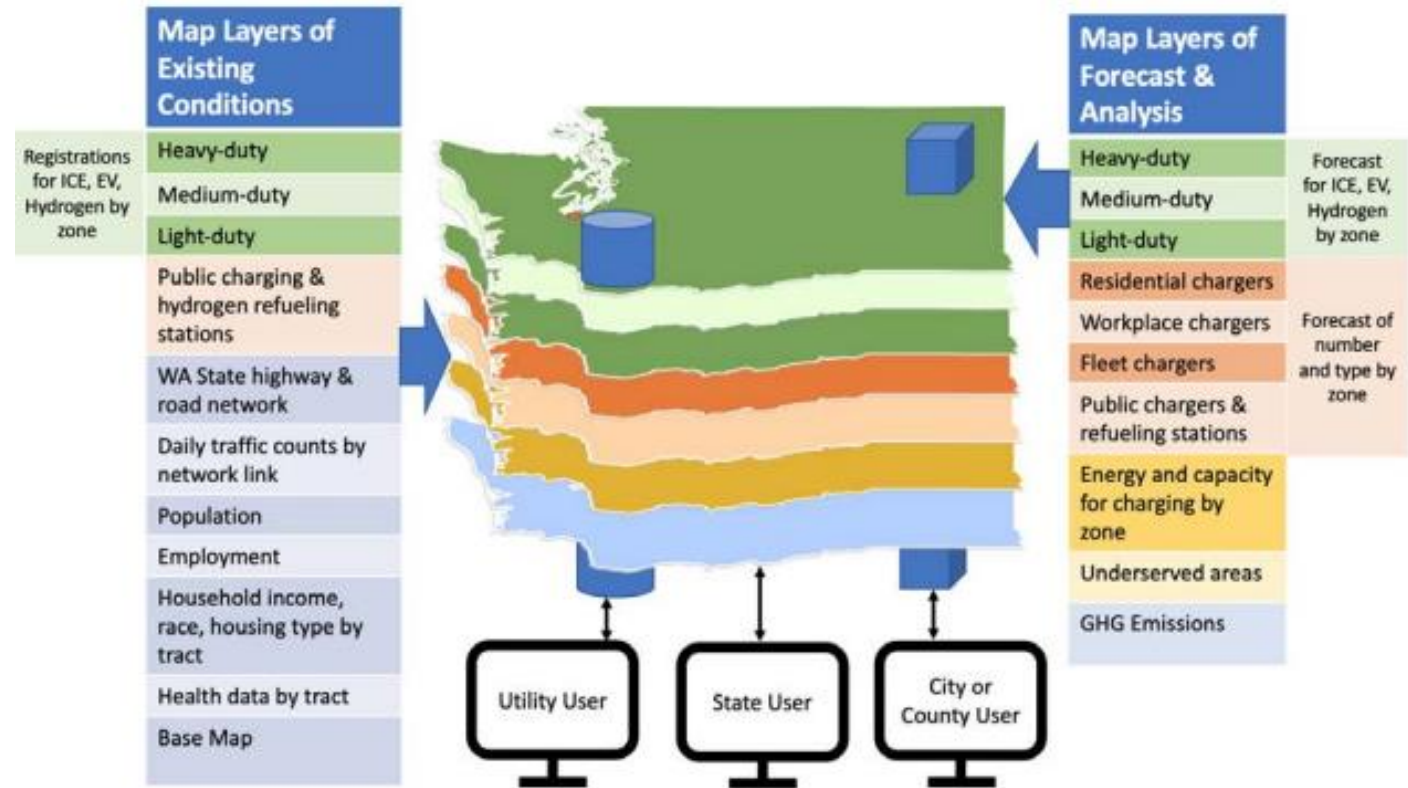 Map Layers of
Existing
Conditions
Registrations
for ICE, EV,
Hydrogen by
zone
Heavy-duty
Medium-duty
Light-duty
Public charging &
hydrogen refueling
stations
WA State highway &
road network
Daily traffic counts by
network link
Population
Employment
Household income,
race, housing type by
tract
Health data by tract
Base Map
Utility User
State User
City or
County User
Map Layers of
Forecast &
Analysis
Heavy-duty
Medium-duty
Light-duty
Forecast
for ICE, EV,
Hydrogen
by zone
Residential chargers
Workplace chargers
Fleet chargers
Public chargers &
refueling stations
Forecast of
number
and type by
zone
Energy and capacity
for charging by
zone
Underserved areas
GHG Emissions